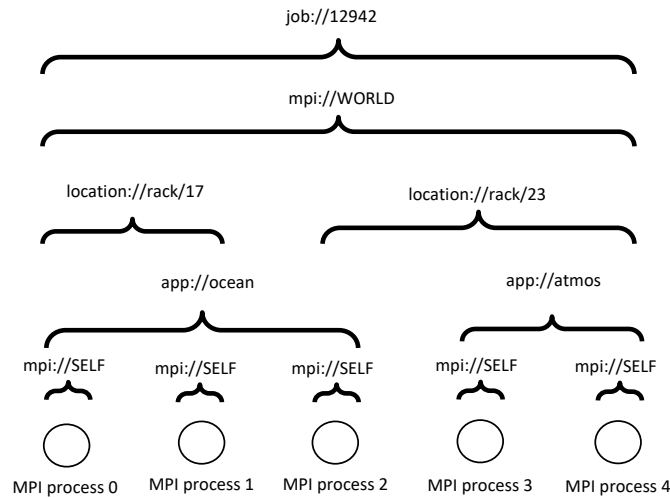 job://12942
mpi://WORLD
location://rack/17
location://rack/23
app://ocean
app://atmos
mpi://SELF
mpi://SELF
mpi://SELF
mpi://SELF
mpi://SELF
MPI process 0
MPI process 1
MPI process 2
MPI process 3
MPI process 4